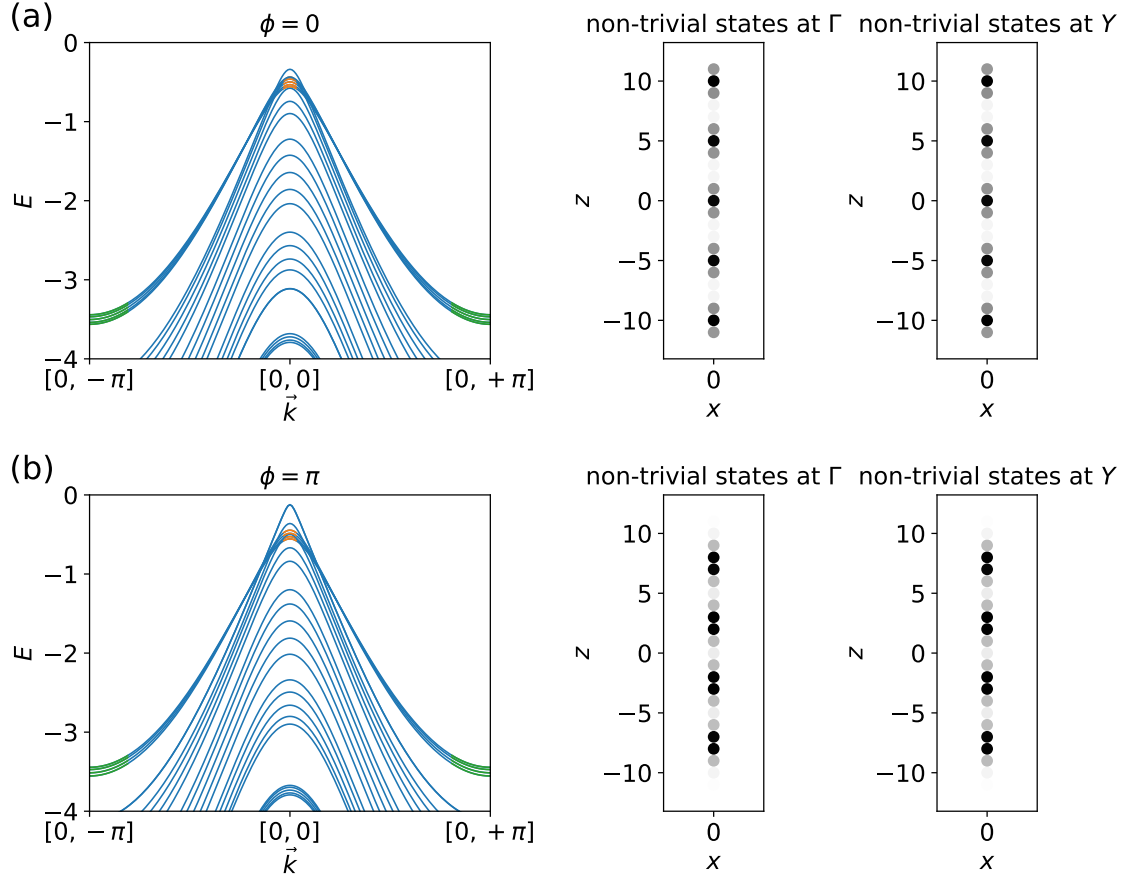 (a)
ϕ = 0
E
0
−1
−2
−3
−4
[0, − π]
[0, 0]
[0, + π]
k⃗
non-trivial states at Γ
z
10
5
0
−5
−10
0
x
non-trivial states at Y
z
10
5
0
−5
−10
0
x
(b)
ϕ = π
E
0
−1
−2
−3
−4
[0, − π]
[0, 0]
[0, + π]
k⃗
non-trivial states at Γ
z
10
5
0
−5
−10
0
x
non-trivial states at Y
z
10
5
0
−5
−10
0
x